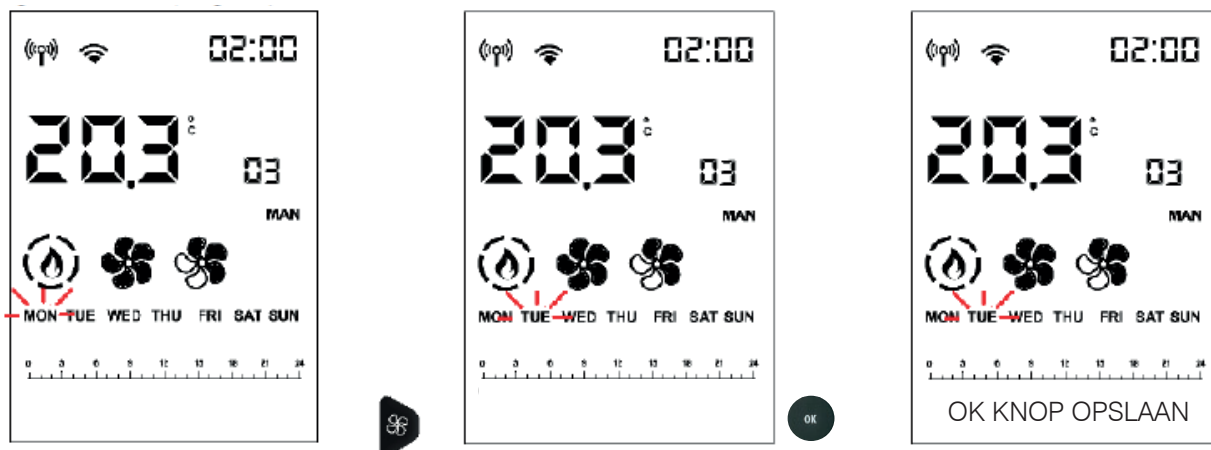 02:00
20.3 °C
03
MAN
MON TUE WED THU FRI SAT SUN
0 3 6 9 12 15 18 21 24
02:00
20.3 °C
03
MAN
MON TUE WED THU FRI SAT SUN
0 3 6 9 12 15 18 21 24
OK
02:00
20.3 °C
03
MAN
MON TUE WED THU FRI SAT SUN
0 3 6 9 12 15 18 21 24
OK KNOP OPSLAAN